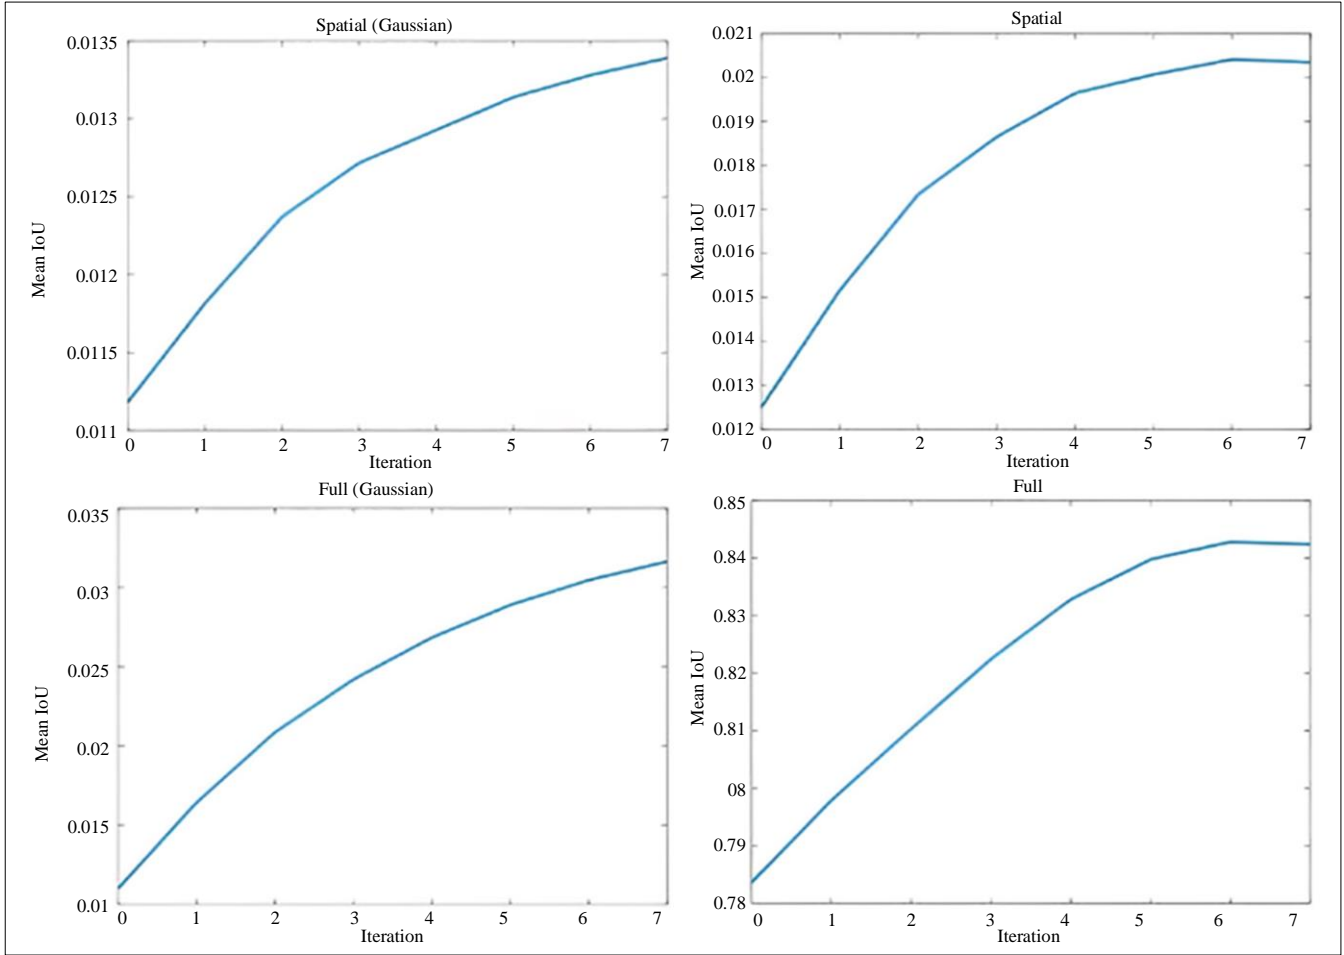 Spatial (Gaussian)
0.0135
0.013
0.0125
0.012
0.0115
0.011
Mean IoU
0 1 2 3 4 5 6 7
Iteration
Spatial
0.021
0.02
0.019
0.018
0.017
0.016
0.015
0.014
0.013
0.012
Mean IoU
0 1 2 3 4 5 6 7
Iteration
Full (Gaussian)
0.035
0.03
0.025
0.02
0.015
0.01
Mean IoU
0 1 2 3 4 5 6 7
Iteration
Full
0.85
0.84
0.83
0.82
0.81
08
0.79
0.78
Mean IoU
0 1 2 3 4 5 6 7
Iteration